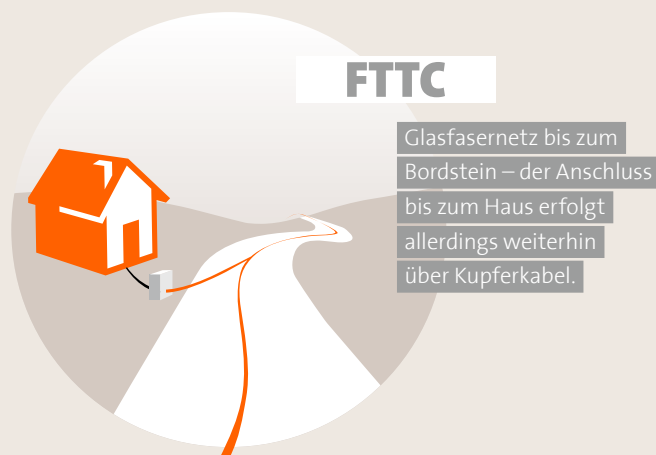 FTTC
Glasfasernetz bis zum
Bordstein – der Anschluss
bis zum Haus erfolgt
allerdings weiterhin
über Kupferkabel.